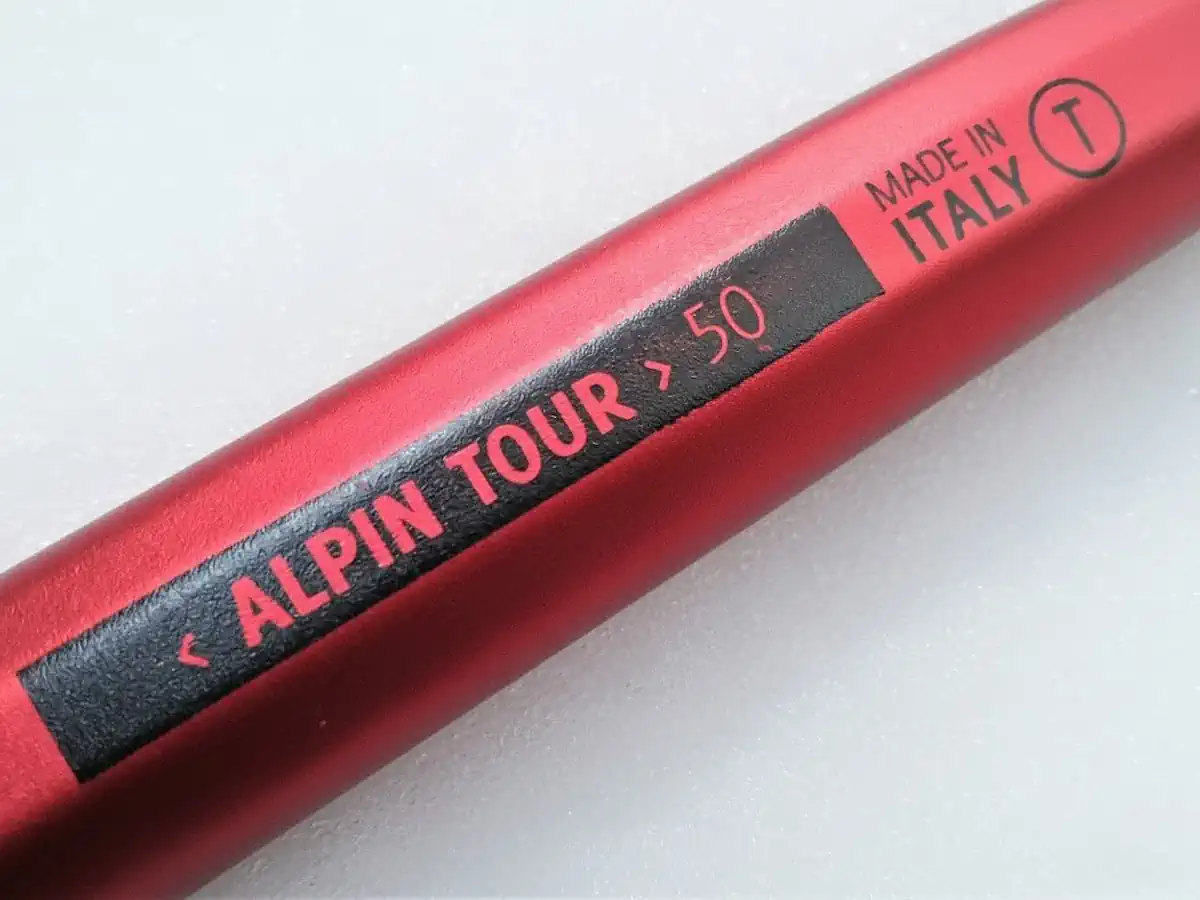 < ALPIN TOUR > 50
MADE IN
ITALY
T